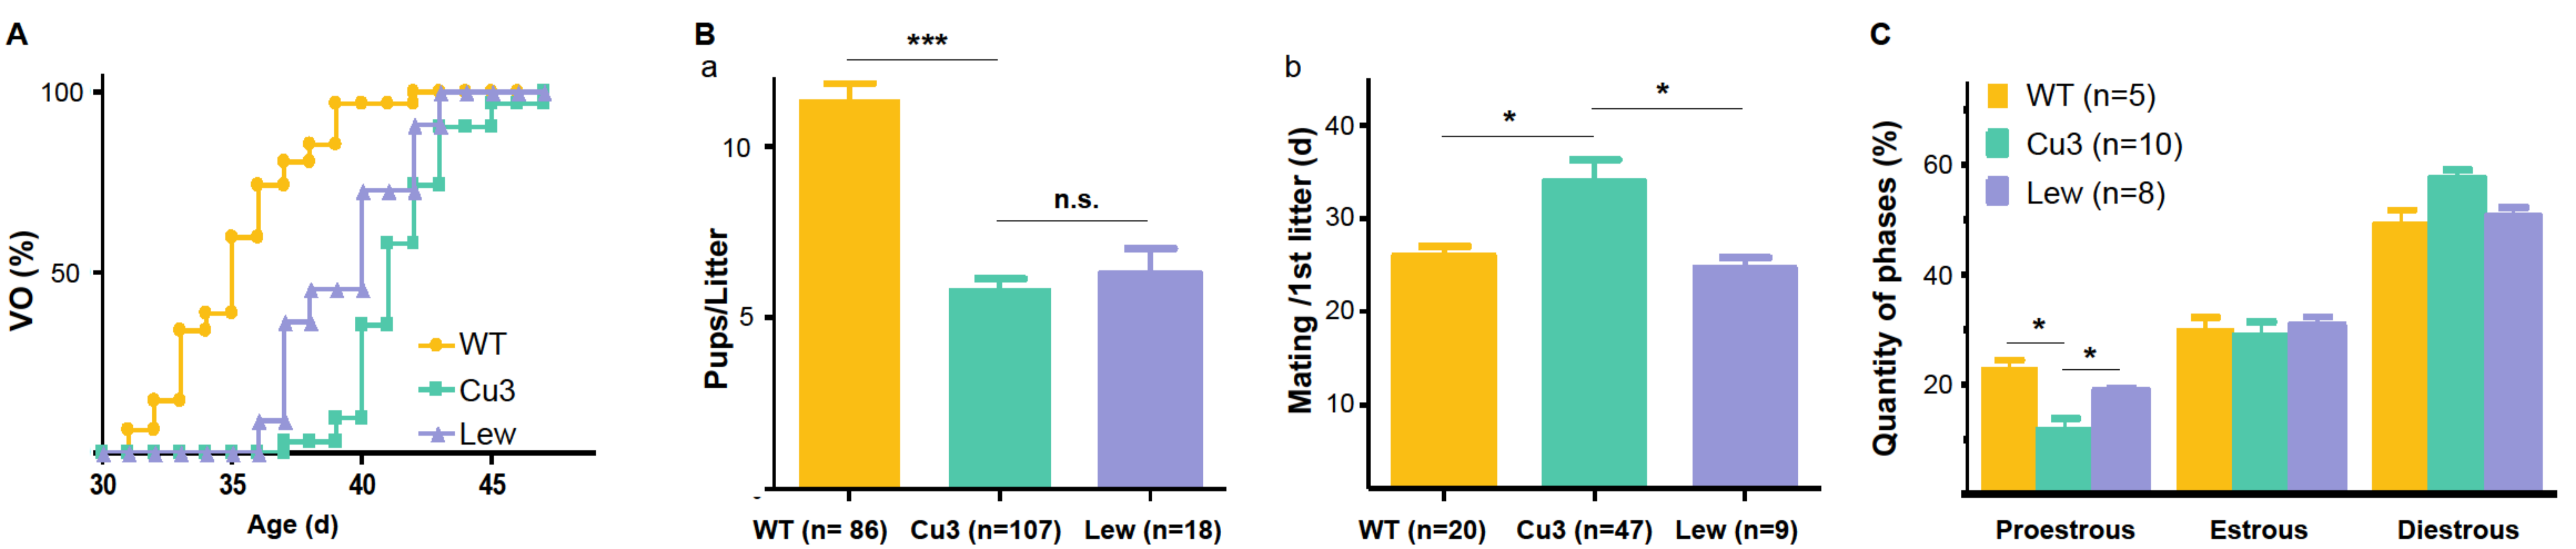 A
VO (%)
100
50
WT
Cu3
Lew
30 35 40 45
Age (d)
B
a
Pups/Litter
10
5
***
n.s.
WT (n= 86) Cu3 (n=107) Lew (n=18)
b
Mating /1st litter (d)
40
30
20
10
*
*
WT (n=20) Cu3 (n=47) Lew (n=9)
C
Quantity of phases (%)
60
40
20
WT (n=5)
Cu3 (n=10)
Lew (n=8)
*
*
Proestrous Estrous Diestrous